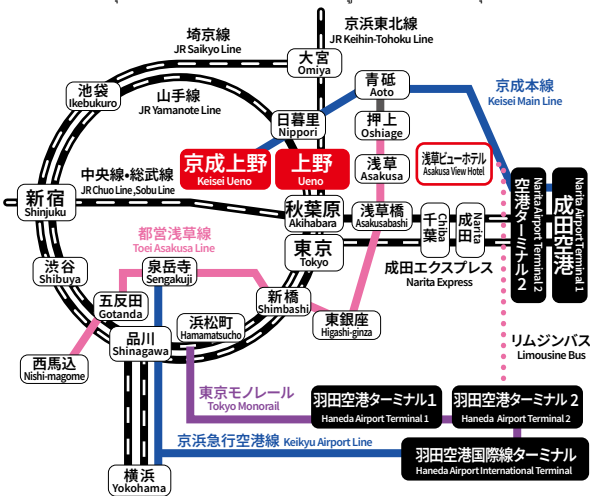 埼京線
JR Saikyo Line
京浜東北線
JR Keihin-Tohoku Line
大宮
Omiya
池袋
Ikebukuro
山手線
JR Yamanote Line
青砥
Aoto
京成本線
Keisei Main Line
日暮里
Nippori
押上
Oshiage
京成上野
Keisei Ueno
上野
Ueno
浅草
Asakusa
浅草ビューホテル
Asakusa View Hotel
中央線•総武線
JR Chuo Line ,Sobu Line
新宿
Shinjuku
秋葉原
Akihabara
浅草橋
Asakusabashi
千葉
Chiba
成田
Narita
空港ターミナル2
Narita Airport Terminal 2
成田空港
Narita Airport Terminal 1
都営浅草線
Toei Asakusa Line
東京
Tokyo
成田エクスプレス
Narita Express
渋谷
Shibuya
泉岳寺
Sengakuji
五反田
Gotanda
新橋
Shimbashi
浜松町
Hamamatsucho
東銀座
Higashi-ginza
品川
Shinagawa
西馬込
Nishi-magome
リムジンバス
Limousine Bus
東京モノレール
Tokyo Monorail
羽田空港ターミナル1
Haneda Airport Terminal 1
羽田空港ターミナル 2
Haneda Airport Terminal 2
京浜急行空港線 Keikyu Airport Line
羽田空港国際線ターミナル
Haneda Airport International Terminal
横浜
Yokohama